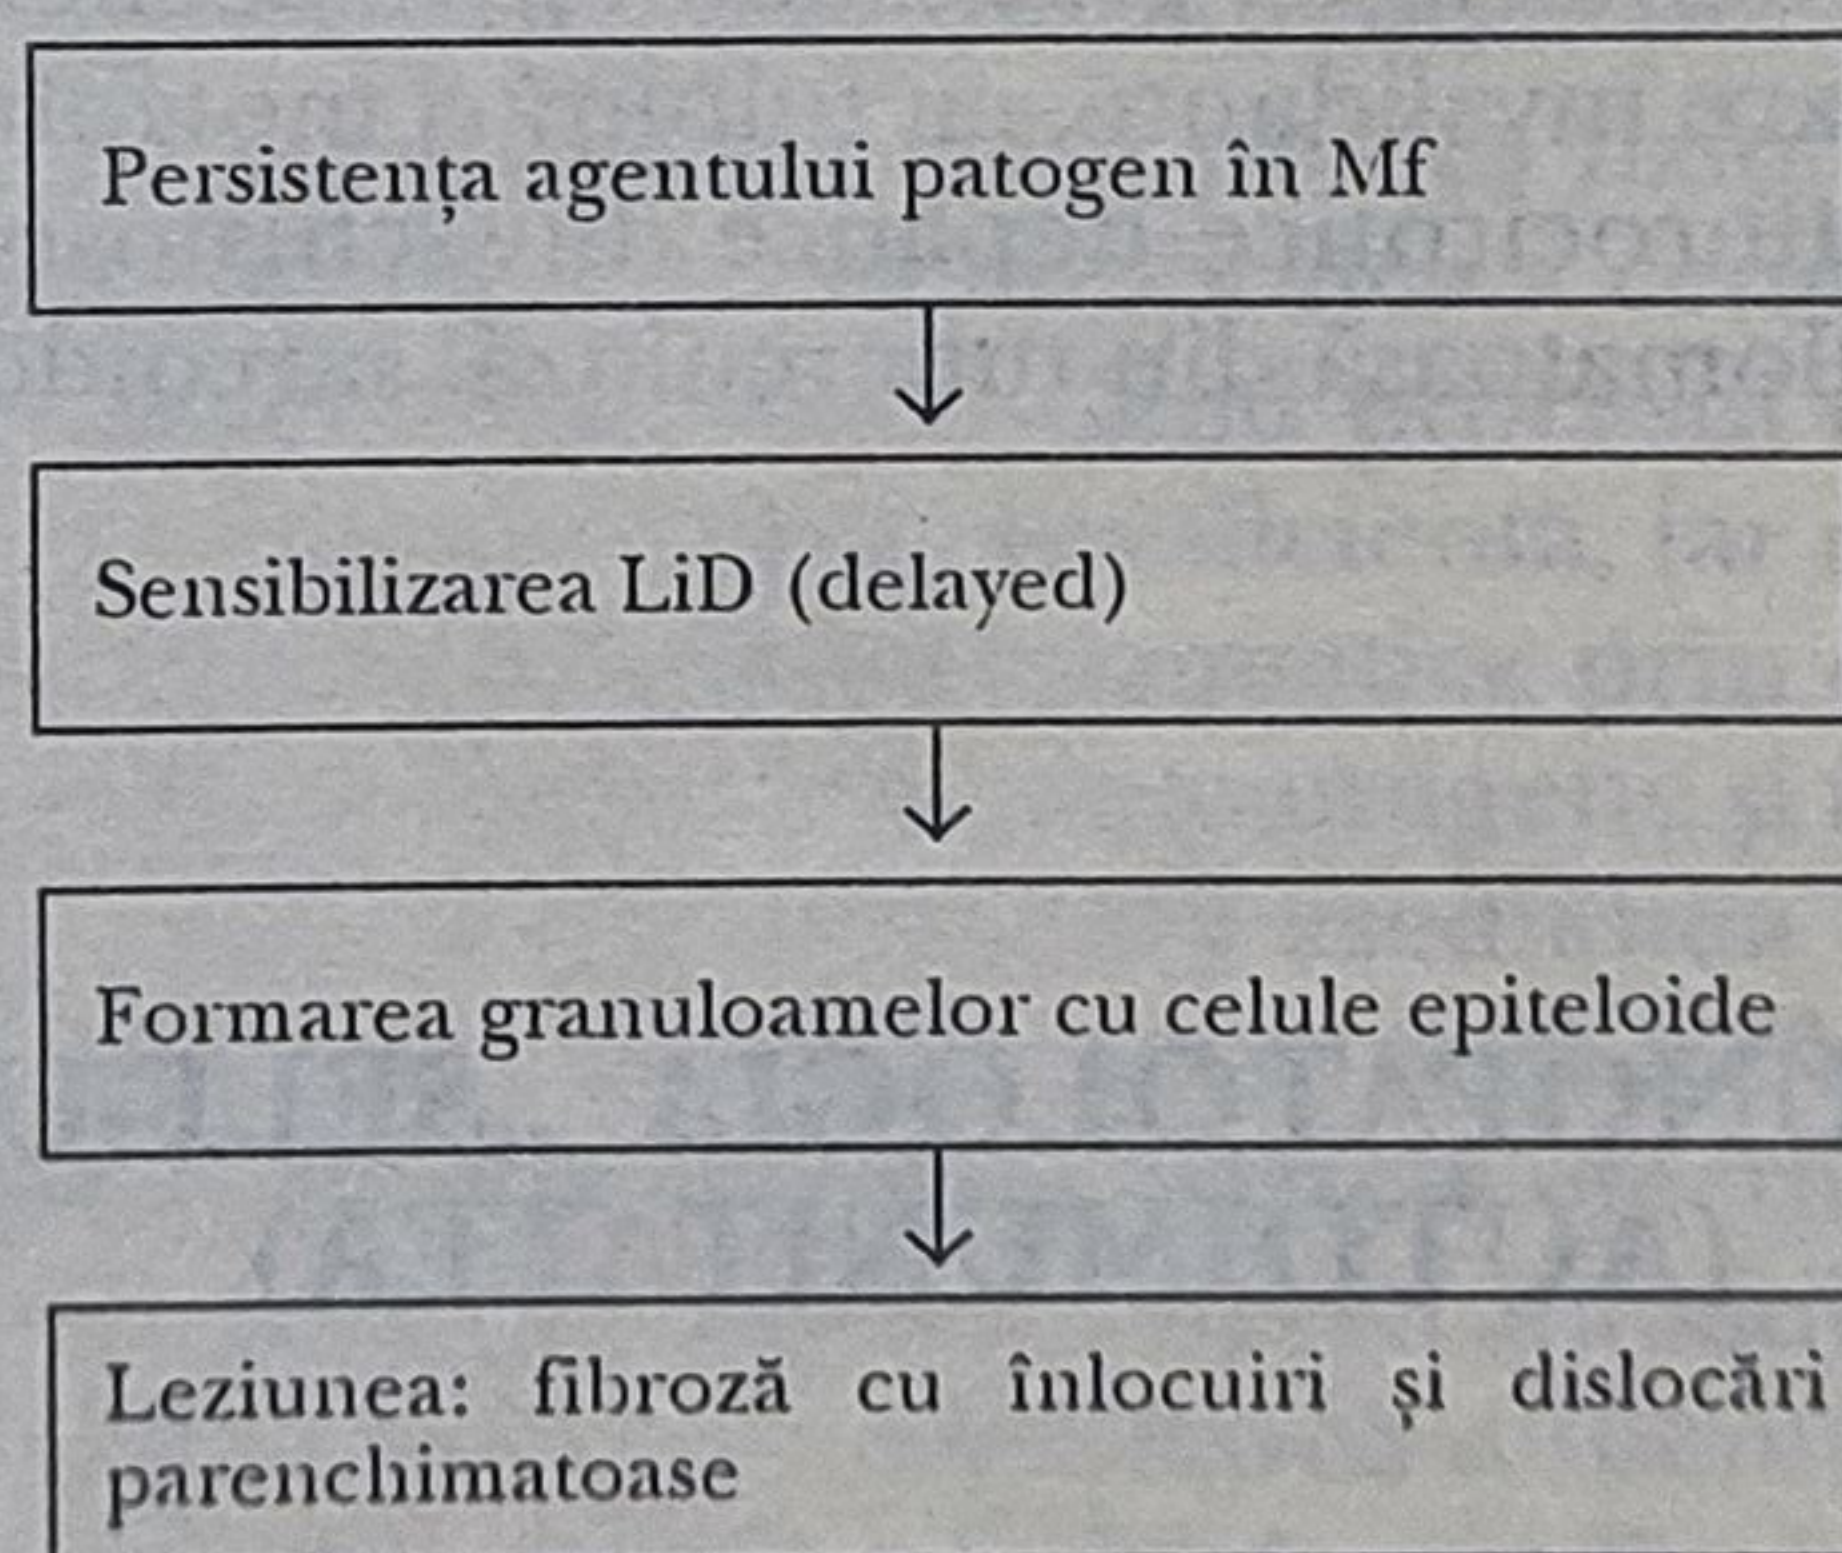 Persistența agentului patogen în Mf
Sensibilizarea LiD (delayed)
Formarea granuloamelor cu celule epiteloide
Leziunea: fibroză cu înlocuiri și dislocări
parenchimatoase